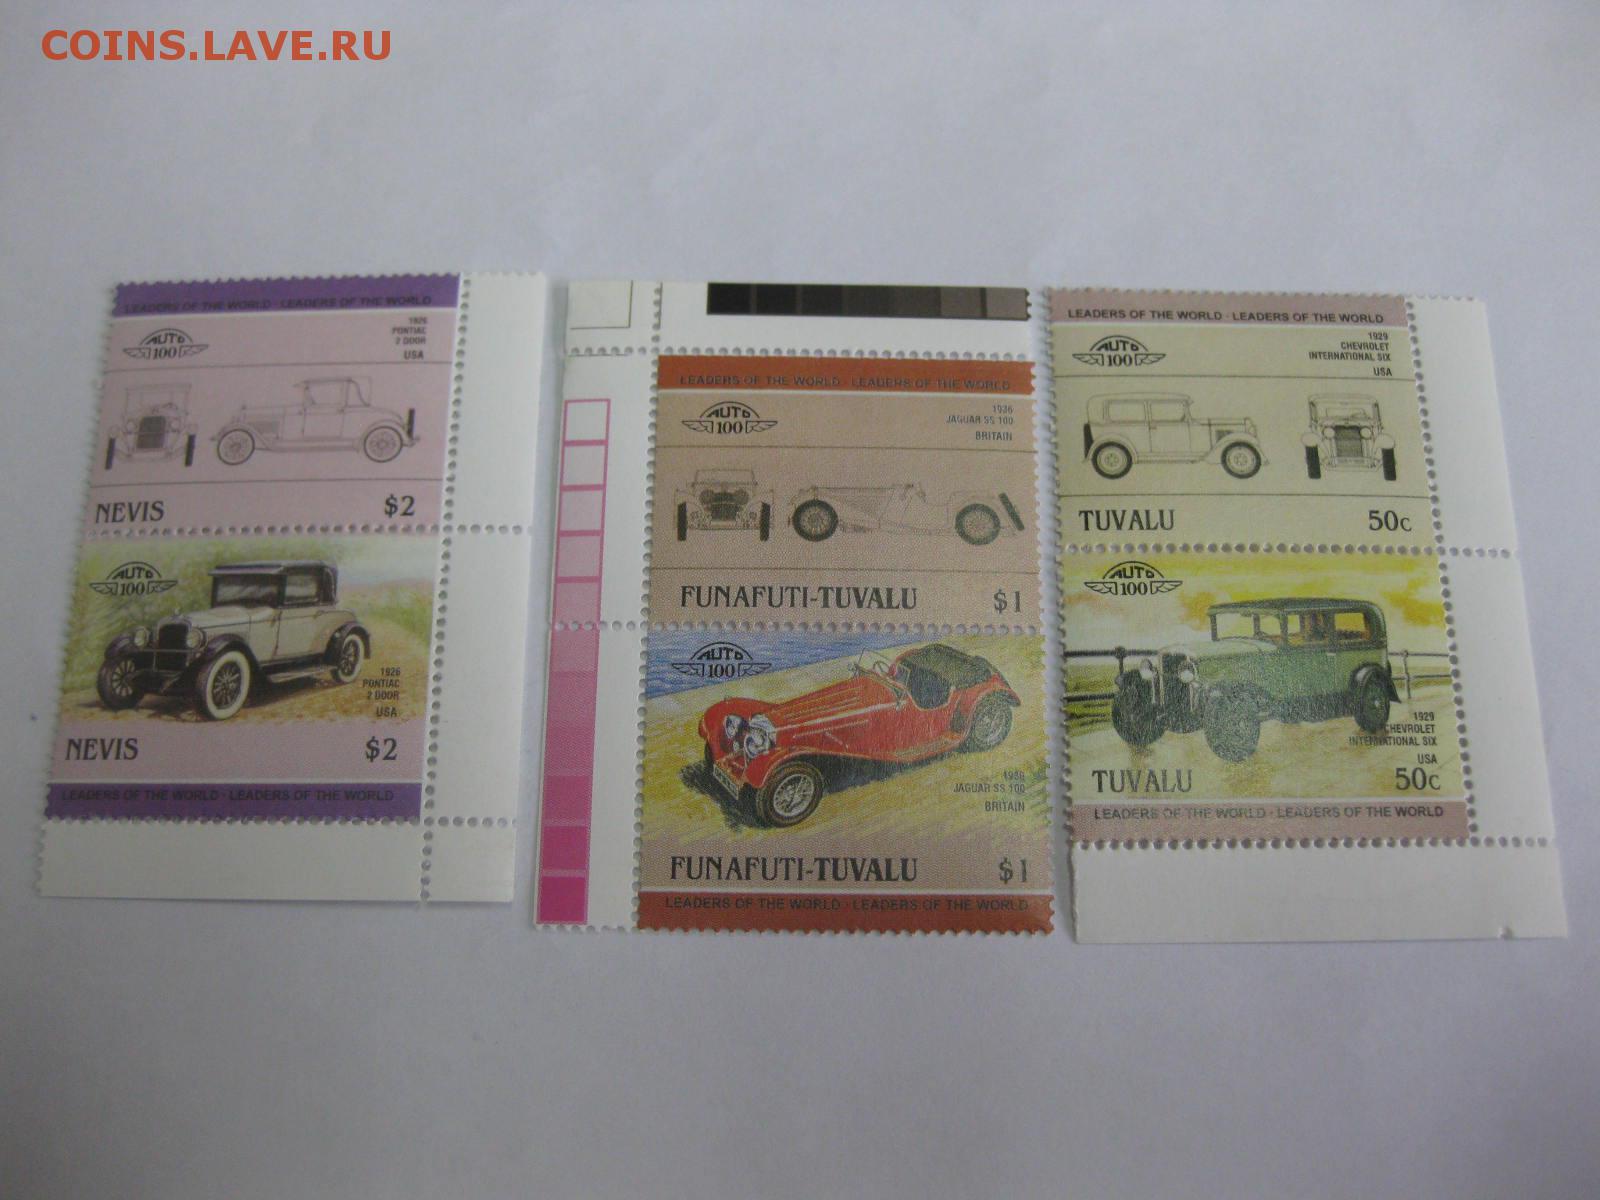 COINS.LAVE.RU
LEADERS OF THE WORLD · LEADERS OF THE WORLD
AUTO
100
1926
PONTIAC
2 DOOR
USA
NEVIS $2
AUTO
100
1926
PONTIAC
2 DOOR
USA
NEVIS $2
LEADERS OF THE WORLD · LEADERS OF THE WORLD
LEADERS OF THE WORLD · LEADERS OF THE WORLD
AUTO
100
1936
JAGUAR SS 100
BRITAIN
FUNAFUTI-TUVALU $1
AUTO
100
1936
JAGUAR SS 100
BRITAIN
FUNAFUTI-TUVALU $1
LEADERS OF THE WORLD · LEADERS OF THE WORLD
LEADERS OF THE WORLD · LEADERS OF THE WORLD
AUTO
100
1929
CHEVROLET
INTERNATIONAL SIX
USA
TUVALU 50c
AUTO
100
1929
CHEVROLET
INTERNATIONAL SIX
USA
TUVALU 50c
LEADERS OF THE WORLD · LEADERS OF THE WORLD